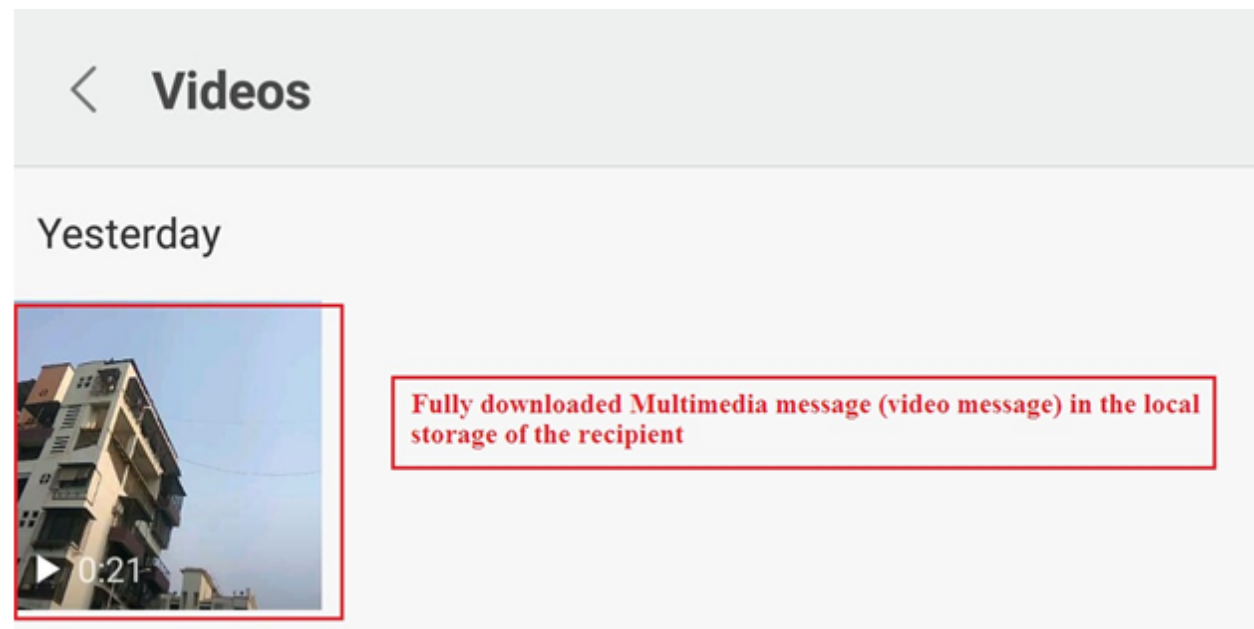 Videos
Yesterday
Fully downloaded Multimedia message (video message) in the local
storage of the recipient
0:21